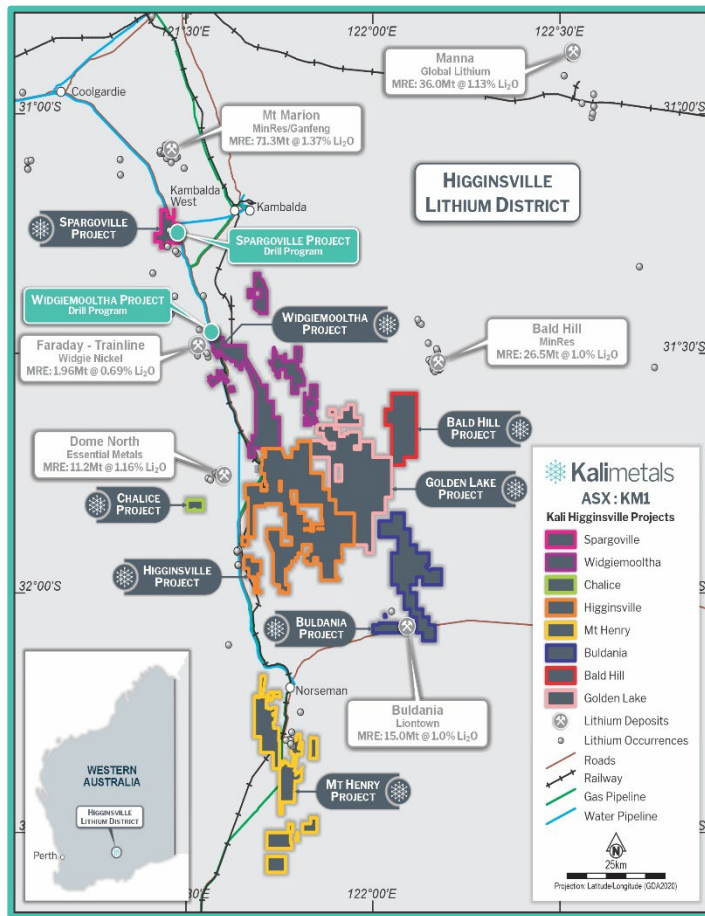 121°30'E
122°00'E
122°30'E
Manna
Global Lithium
MRE: 36.0Mt @ 1.13% Li₂O
Coolgardie
31°00'S
31°00'S
Mt Marion
MinRes/Ganfeng
MRE: 71.3Mt @ 1.37% Li₂O
HIGGINSVILLE
LITHIUM DISTRICT
Kambalda
West
Kambalda
SPARGOVILLE
PROJECT
SPARGOVILLE PROJECT
Drill Program
WIDGIEMOOLTHA PROJECT
Drill Program
WIDGIEMOOLTHA
PROJECT
Faraday - Trainline
Widgie Nickel
MRE: 1.96Mt @ 0.69% Li₂O
Bald Hill
MinRes
MRE: 26.5Mt @ 1.0% Li₂O
31°30'S
BALD HILL
PROJECT
Dome North
Essential Metals
MRE: 11.2Mt @ 1.16% Li₂O
GOLDEN LAKE
PROJECT
CHALICE
PROJECT
HIGGINSVILLE
PROJECT
32°00'S
BULDANIA
PROJECT
Norseman
Buldania
Liontown
MRE: 15.0Mt @ 1.0% Li₂O
MT HENRY
PROJECT
Kalimetals
ASX : KM1
Kali Higginsville Projects
Spargoville
Widgiemooltha
Chalice
Higginsville
Mt Henry
Buldania
Bald Hill
Golden Lake
Lithium Deposits
Lithium Occurrences
Roads
Railway
Gas Pipeline
Water Pipeline
N
25km
Projection: Latitude/Longitude (GDA2020)
WESTERN
AUSTRALIA
HIGGINSVILLE
LITHIUM DISTRICT
Perth
122°00'E